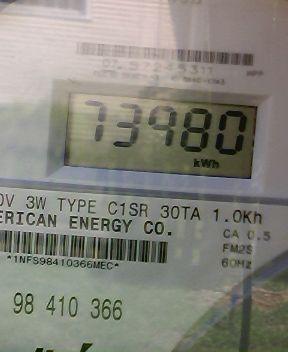 73980
kWh
0V 3W TYPE C1SR 30TA 1.0Kh
ERICAN ENERGY CO.
CA 0.5
FM2S
60Hz
*1NFS98410366MEC*
98 410 366